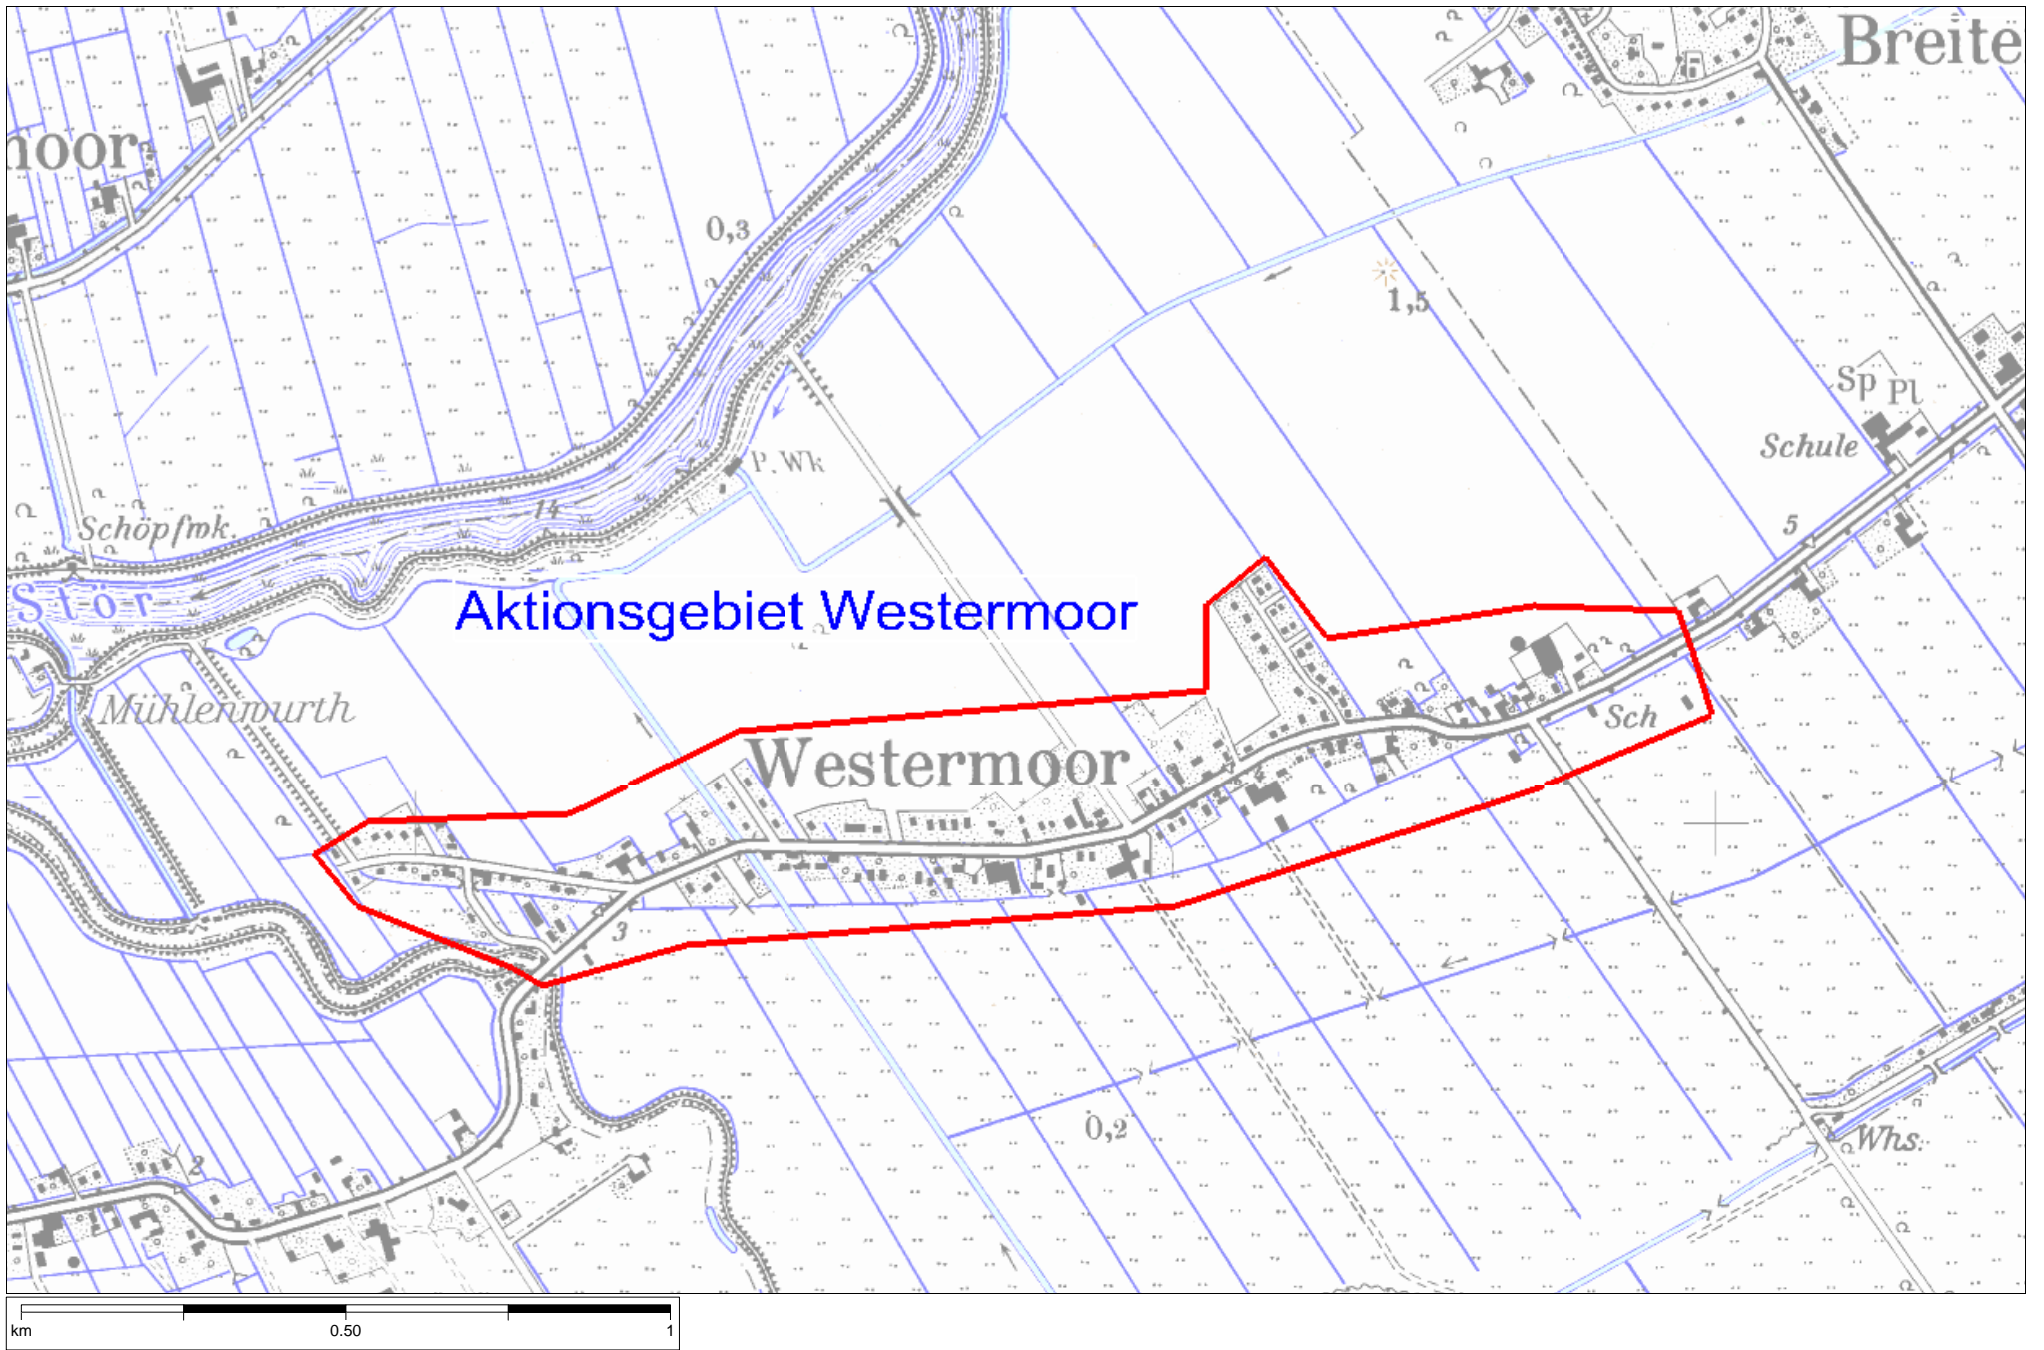 Breite
moor
0,3
1,5
Sp Pl
Schule
P.Wk
14
5
Schöpfwk.
Stör
Aktionsgebiet Westermoor
Mühlenwurth
Sch
Westermoor
3
0,2
Whs.
2
km 0.50 1